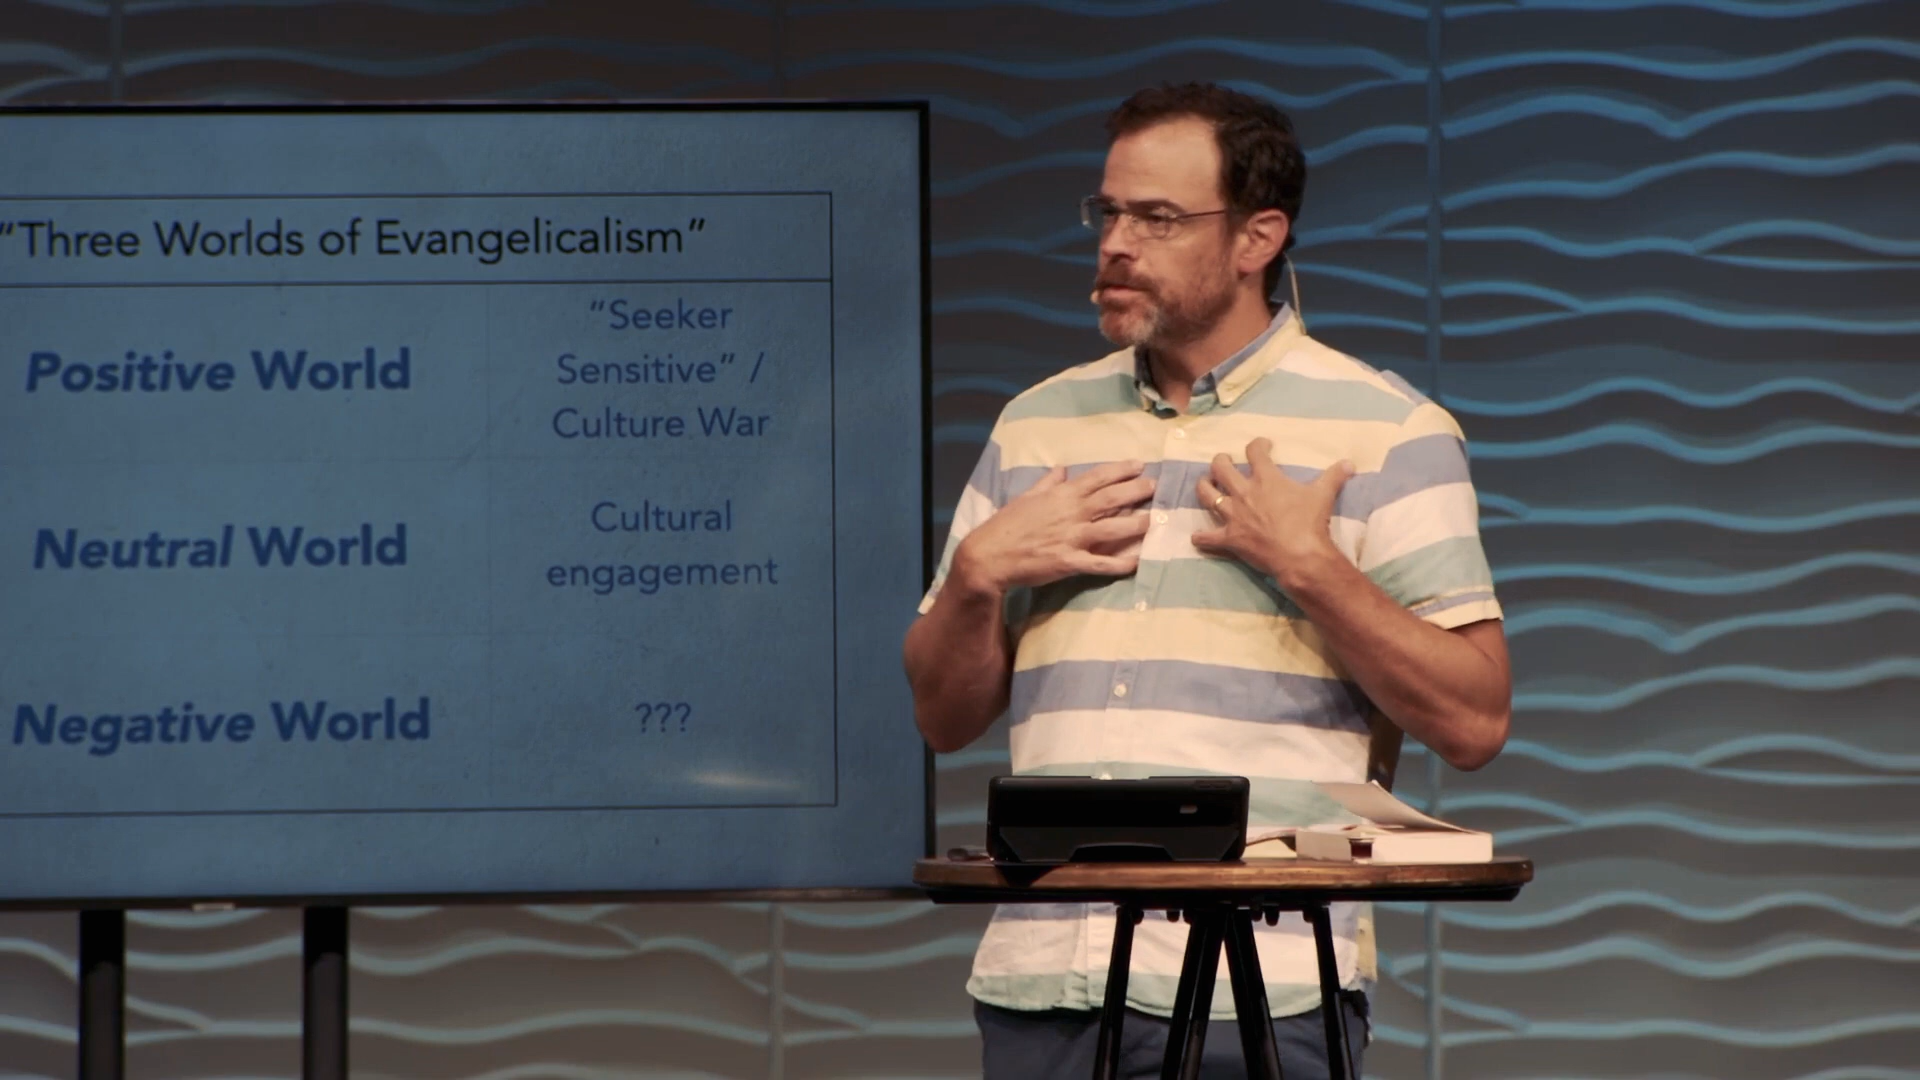 “Three Worlds of Evangelicalism”
Positive World
“Seeker
Sensitive” /
Culture War
Neutral World
Cultural
engagement
Negative World
???